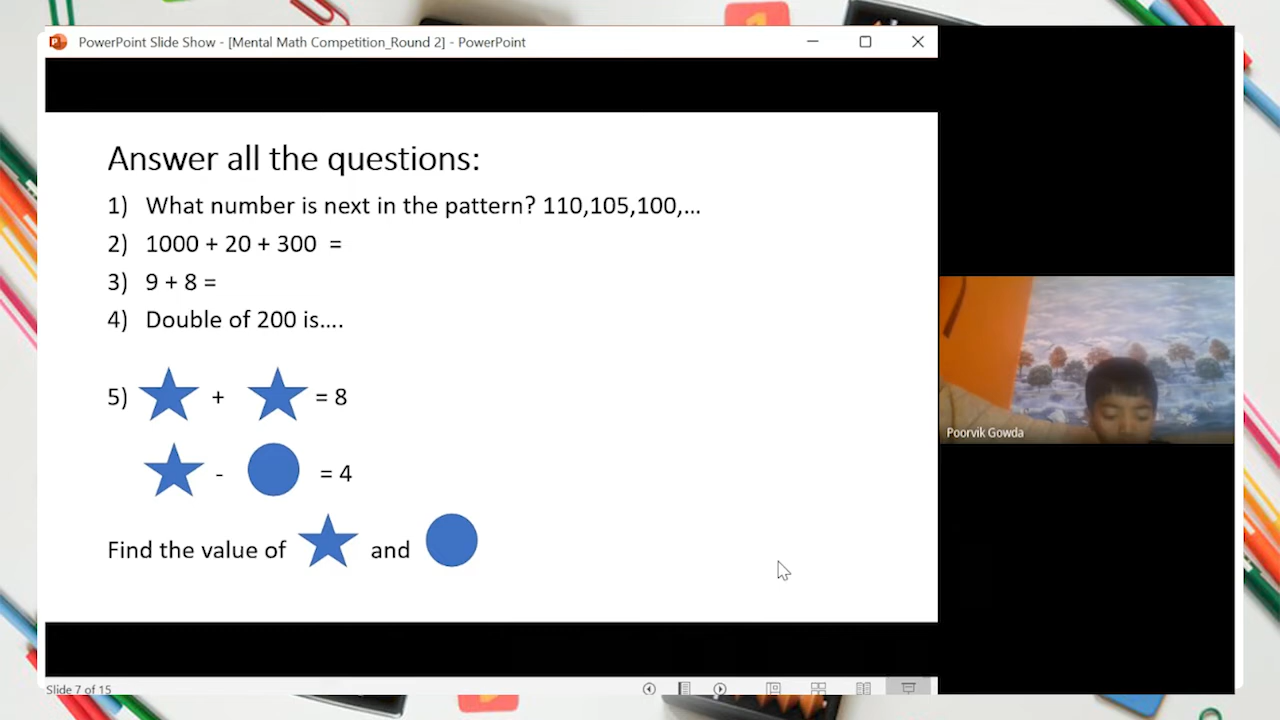 PowerPoint Slide Show - [Mental Math Competition_Round 2] - PowerPoint
Answer all the questions:
1) What number is next in the pattern? 110,105,100,...
2) 1000 + 20 + 300 =
3) 9 + 8 =
4) Double of 200 is....
5) + = 8
- = 4
Find the value of and
Poorvik Gowda
Slide 7 of 15